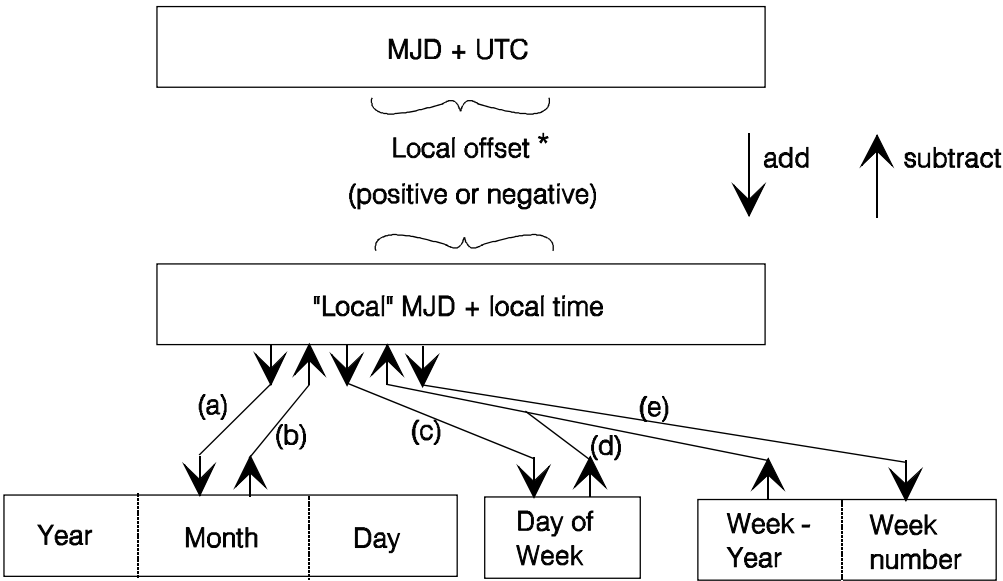 MJD + UTC
Local offset *
(positive or negative)
add
subtract
"Local" MJD + local time
(a)
(b)
(c)
(d)
(e)
Year
Month
Day
Day of
Week
Week -
Year
Week
number